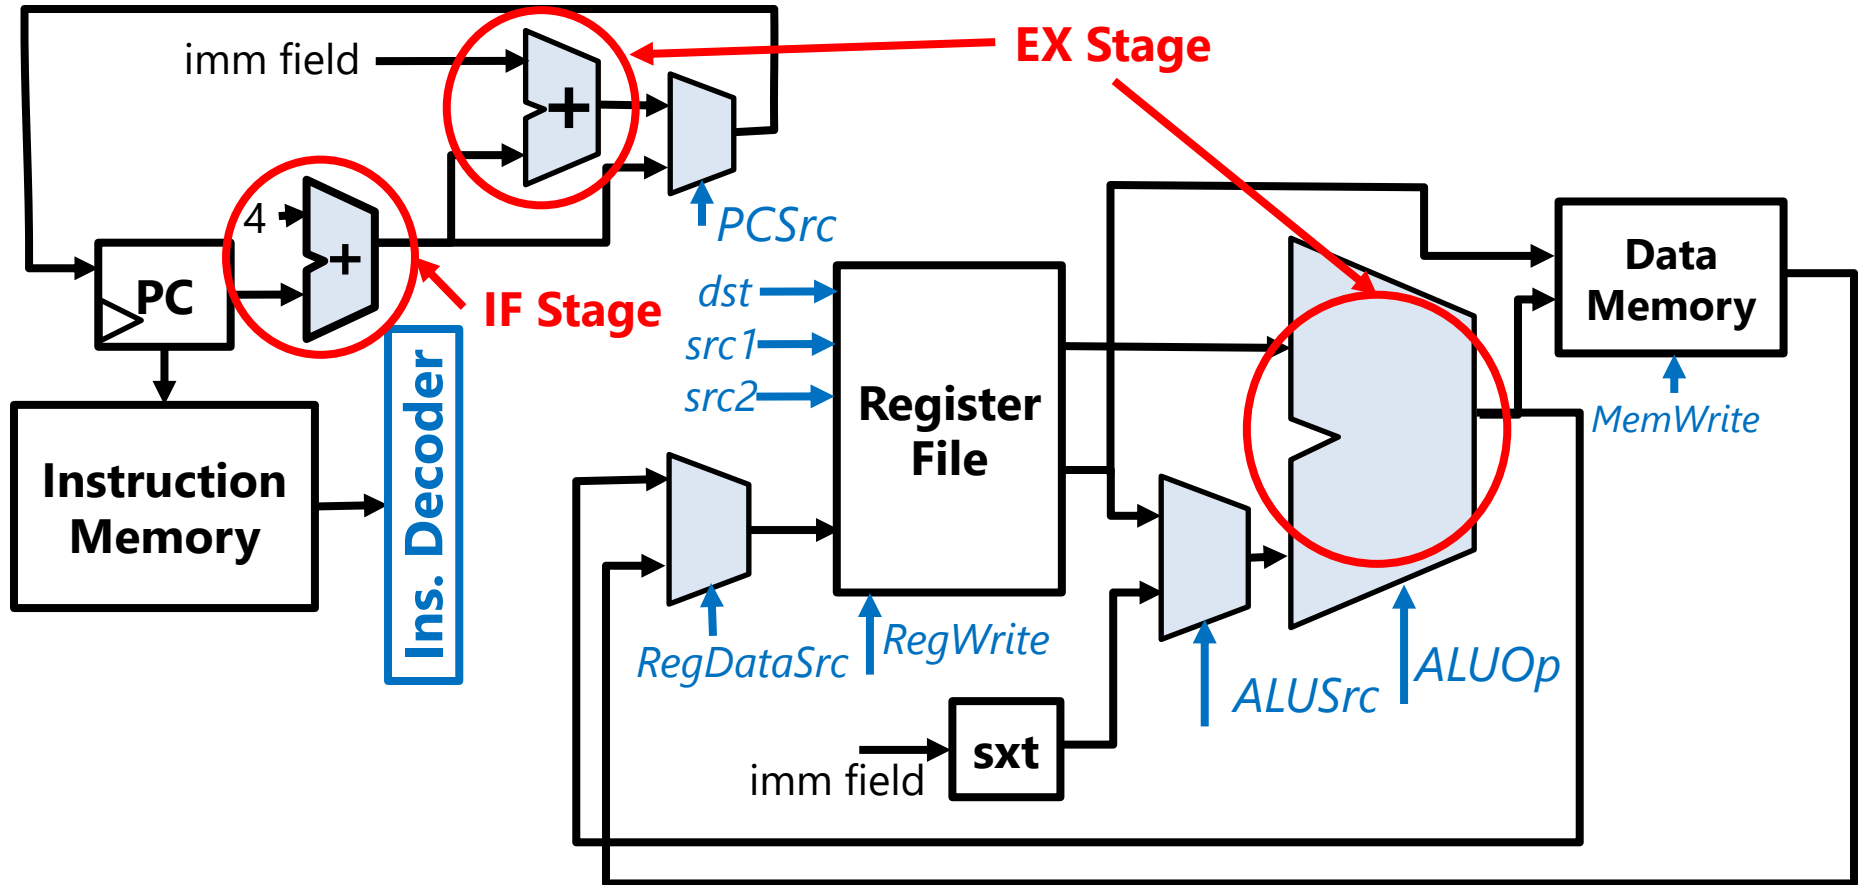 imm field
EX Stage
+
4
+
PCSrc
PC
IF Stage
dst
src1
src2
Data
Memory
Register
File
MemWrite
Instruction
Memory
Ins. Decoder
RegDataSrc
RegWrite
ALUSrc
ALUOp
sxt
imm field